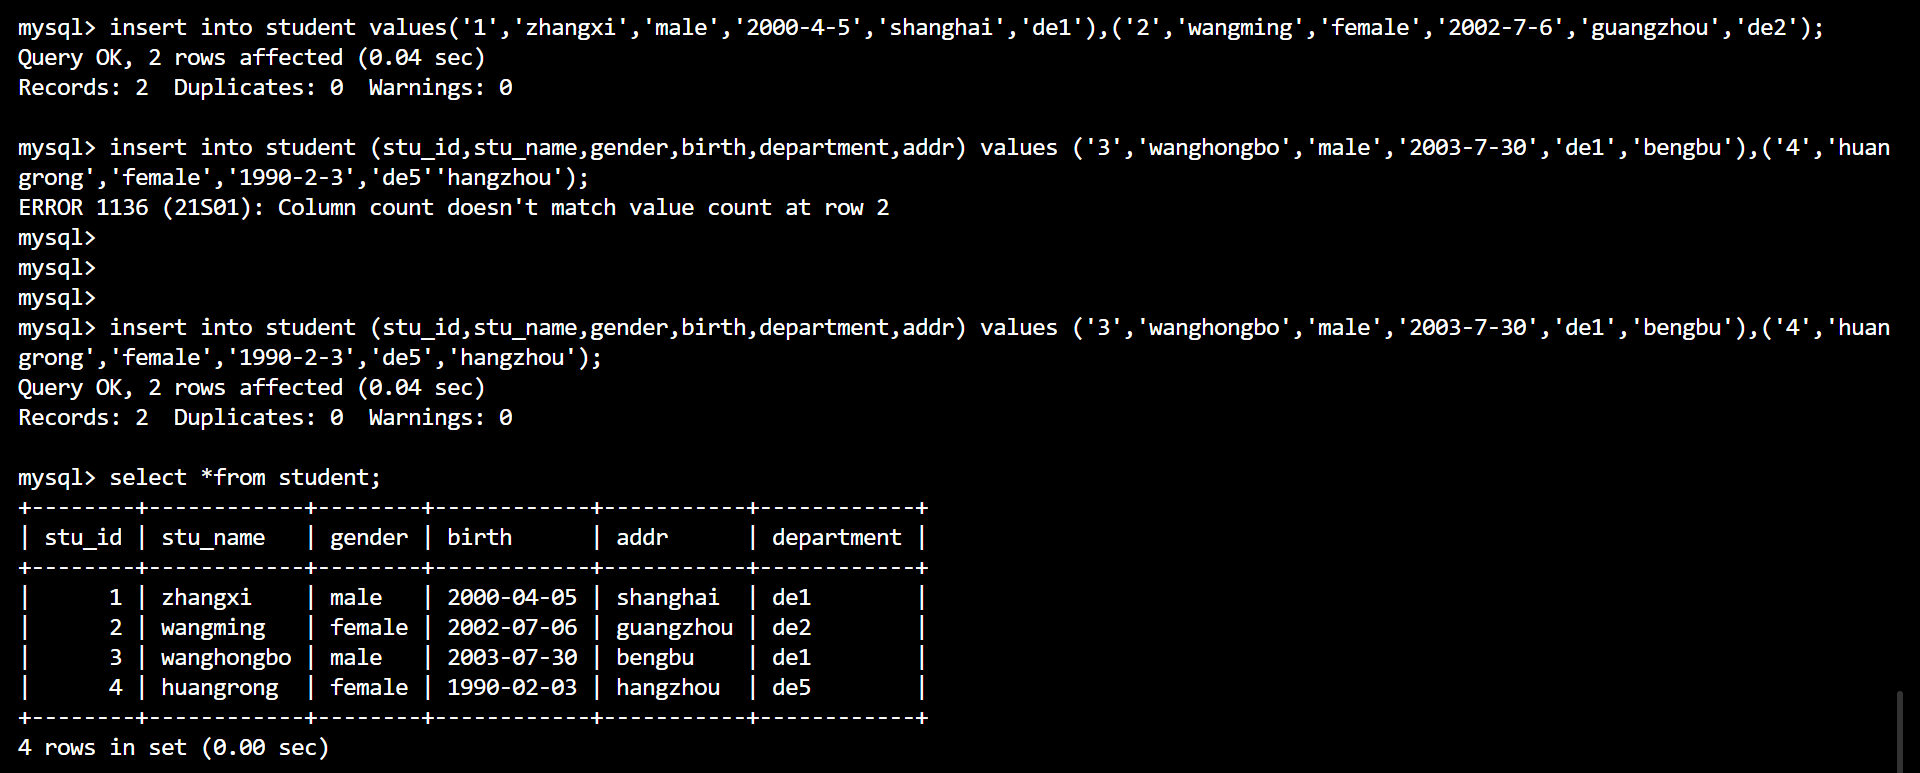 mysql> insert into student values('1','zhangxi','male','2000-4-5','shanghai','de1'),('2','wangming','female','2002-7-6','guangzhou','de2');
Query OK, 2 rows affected (0.04 sec)
Records: 2  Duplicates: 0  Warnings: 0

mysql> insert into student (stu_id,stu_name,gender,birth,department,addr) values ('3','wanghongbo','male','2003-7-30','de1','bengbu'),('4','huan
grong','female','1990-2-3','de5''hangzhou');
ERROR 1136 (21S01): Column count doesn't match value count at row 2
mysql>
mysql>
mysql>
mysql> insert into student (stu_id,stu_name,gender,birth,department,addr) values ('3','wanghongbo','male','2003-7-30','de1','bengbu'),('4','huan
grong','female','1990-2-3','de5','hangzhou');
Query OK, 2 rows affected (0.04 sec)
Records: 2  Duplicates: 0  Warnings: 0

mysql> select *from student;
+--------+------------+--------+------------+-----------+------------+
| stu_id | stu_name   | gender | birth      | addr      | department |
+--------+------------+--------+------------+-----------+------------+
|      1 | zhangxi    | male   | 2000-04-05 | shanghai  | de1        |
|      2 | wangming   | female | 2002-07-06 | guangzhou | de2        |
|      3 | wanghongbo | male   | 2003-07-30 | bengbu    | de1        |
|      4 | huangrong  | female | 1990-02-03 | hangzhou  | de5        |
+--------+------------+--------+------------+-----------+------------+
4 rows in set (0.00 sec)